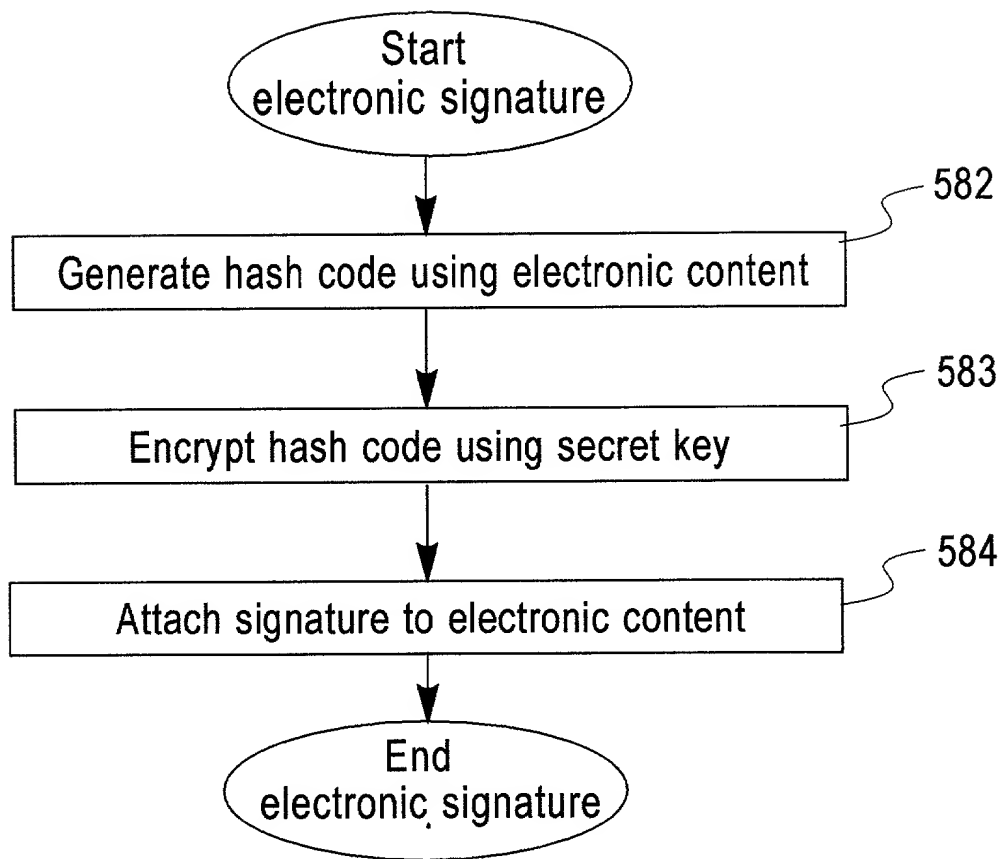 Start
electronic signature
582
Generate hash code using electronic content
583
Encrypt hash code using secret key
584
Attach signature to electronic content
End
electronic signature